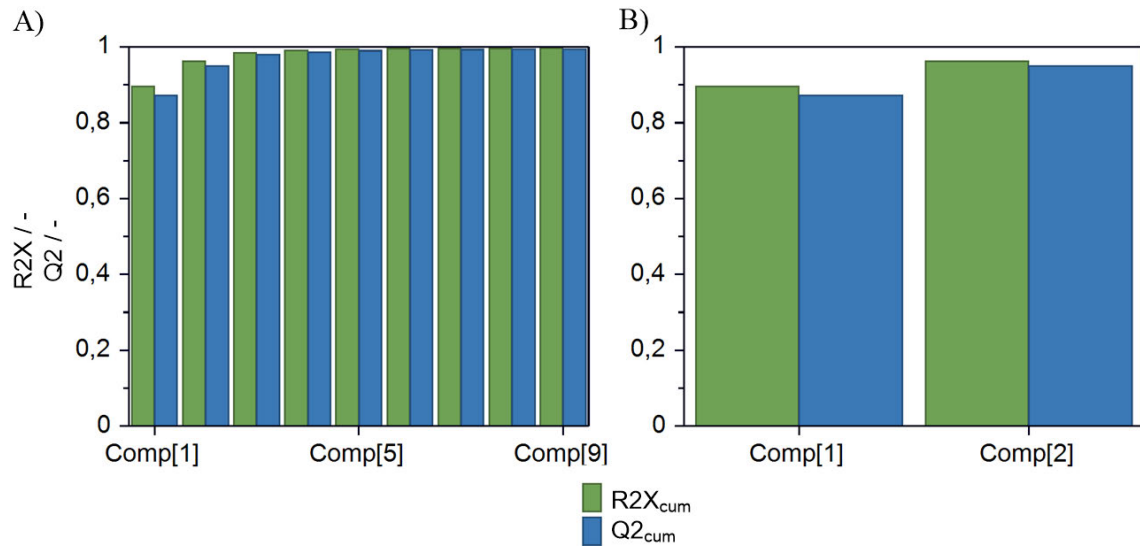 A)
B)
R2X / -
Q2 / -
1
0,8
0,6
0,4
0,2
0
Comp[1]
Comp[5]
Comp[9]
1
0,8
0,6
0,4
0,2
0
Comp[1]
Comp[2]
R2Xcum
Q2cum